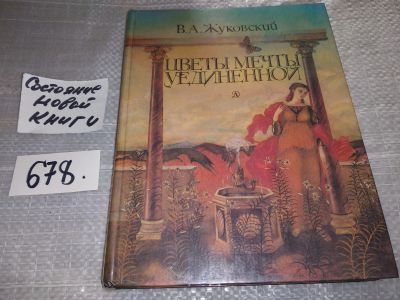 В.А.Жуковский
ЦВЕТЫ МЕЧТЫ
УЕДИНЕННОЙ
Состояние
новой
книги
678.